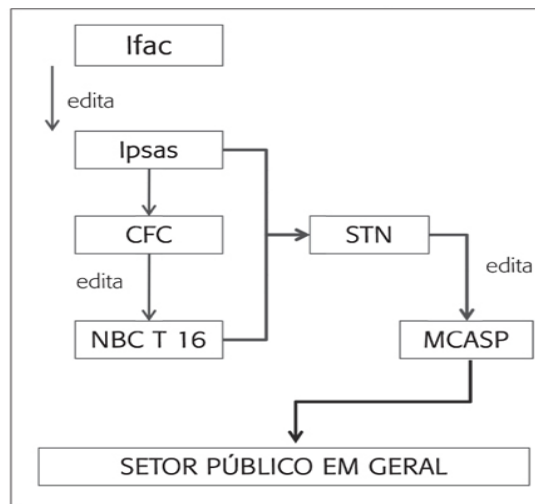 Ifac
edita
Ipsas
CFC
STN
edita
edita
NBC T 16
MCASP
SETOR PÚBLICO EM GERAL